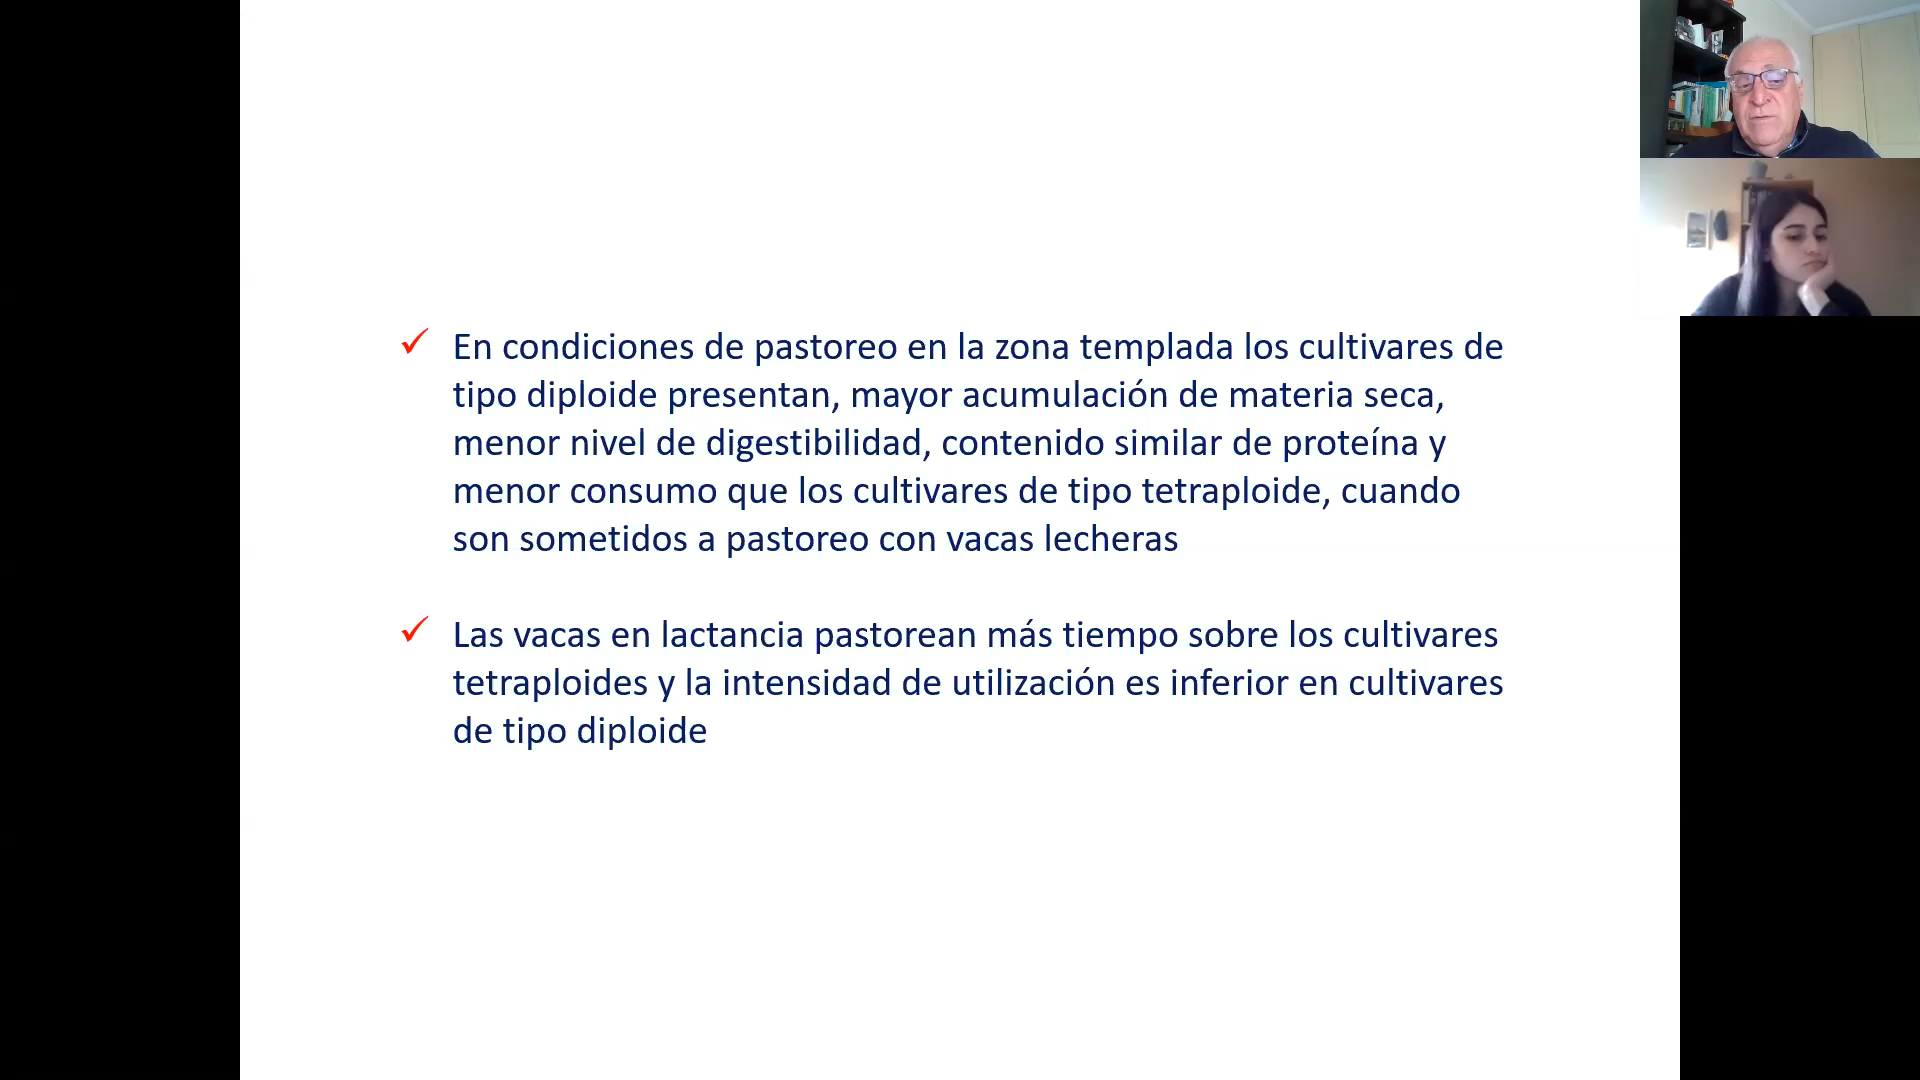 ✓ En condiciones de pastoreo en la zona templada los cultivares de
tipo diploide presentan, mayor acumulación de materia seca,
menor nivel de digestibilidad, contenido similar de proteína y
menor consumo que los cultivares de tipo tetraploide, cuando
son sometidos a pastoreo con vacas lecheras
✓ Las vacas en lactancia pastorean más tiempo sobre los cultivares
tetraploides y la intensidad de utilización es inferior en cultivares
de tipo diploide